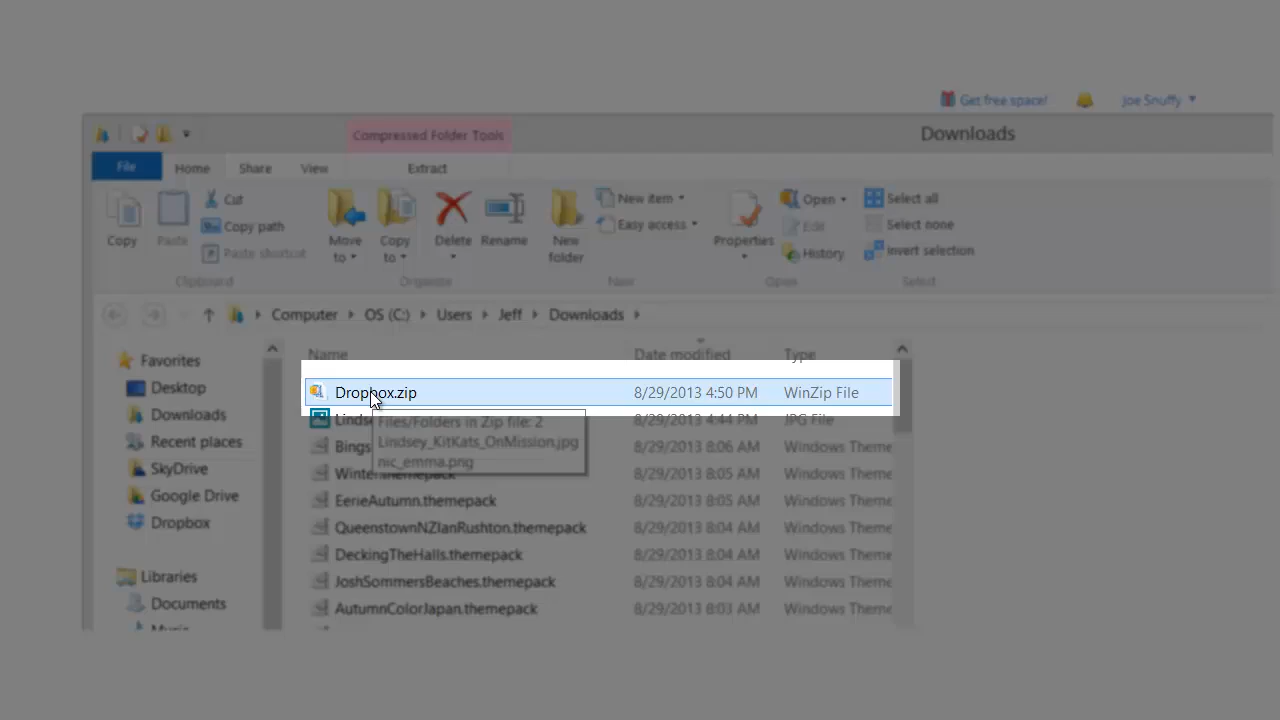 Get free space! Joe Snuffy
Compressed Folder Tools Downloads
File Home Share View Extract
Copy Paste Cut Copy path Paste shortcut
Move to Copy to Delete Rename
New folder New item Easy access
Properties Open Edit History
Select all Select none Invert selection
Clipboard Organize New Open Select
Computer OS (C:) Users Jeff Downloads
Favorites
Desktop
Downloads
Recent places
SkyDrive
Google Drive
Dropbox
Libraries
Documents
Music
Name Date modified Type
Dropbox.zip 8/29/2013 4:50 PM WinZip File
Linds 8/29/2013 4:44 PM JPG File
Bings 8/29/2013 8:06 AM Windows Theme
Winter.themepack 8/29/2013 8:05 AM Windows Theme
EerieAutumn.themepack 8/29/2013 8:05 AM Windows Theme
QueenstownNZIanRushton.themepack 8/29/2013 8:04 AM Windows Theme
DeckingTheHalls.themepack 8/29/2013 8:04 AM Windows Theme
JoshSommersBeaches.themepack 8/29/2013 8:04 AM Windows Theme
AutumnColorJapan.themepack 8/29/2013 8:03 AM Windows Theme
Files/Folders in Zip file: 2
Lindsey_KitKats_OnMission.jpg
nic_emma.png